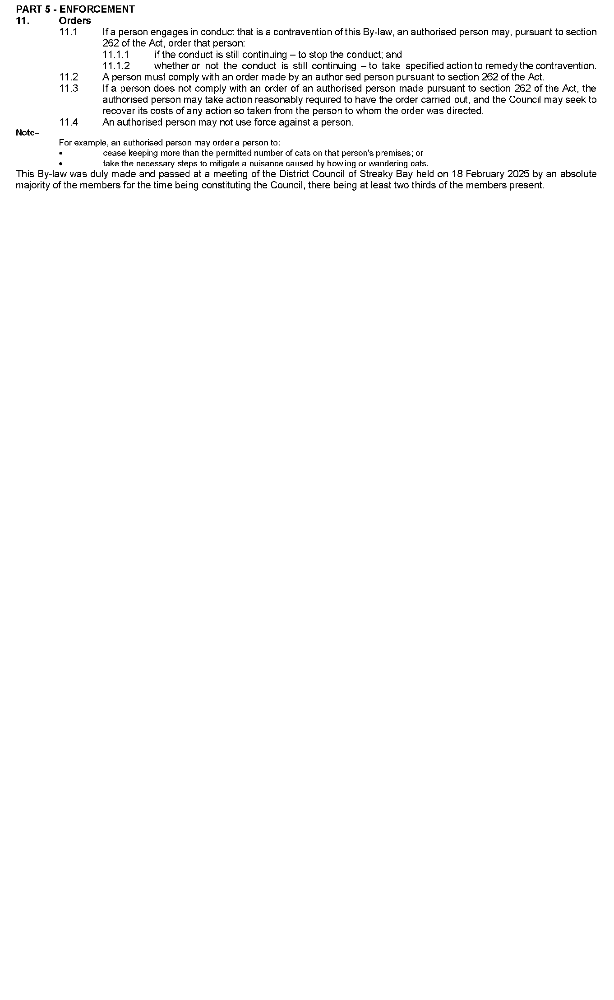 PART 5 - ENFORCEMENT
11. Orders
11.1 If a person engages in conduct that is a contravention of this By-law, an authorised person may, pursuant to section
262 of the Act, order that person:
11.1.1 if the conduct is still continuing – to stop the conduct; and
11.1.2 whether or not the conduct is still continuing – to take specified action to remedy the contravention.
11.2 A person must comply with an order made by an authorised person pursuant to section 262 of the Act.
11.3 If a person does not comply with an order of an authorised person made pursuant to section 262 of the Act, the
authorised person may take action reasonably required to have the order carried out, and the Council may seek to
recover its costs of any action so taken from the person to whom the order was directed.
11.4 An authorised person may not use force against a person.
Note–
For example, an authorised person may order a person to:
• cease keeping more than the permitted number of cats on that person's premises; or
• take the necessary steps to mitigate a nuisance caused by howling or wandering cats.
This By-law was duly made and passed at a meeting of the District Council of Streaky Bay held on 18 February 2025 by an absolute
majority of the members for the time being constituting the Council, there being at least two thirds of the members present.